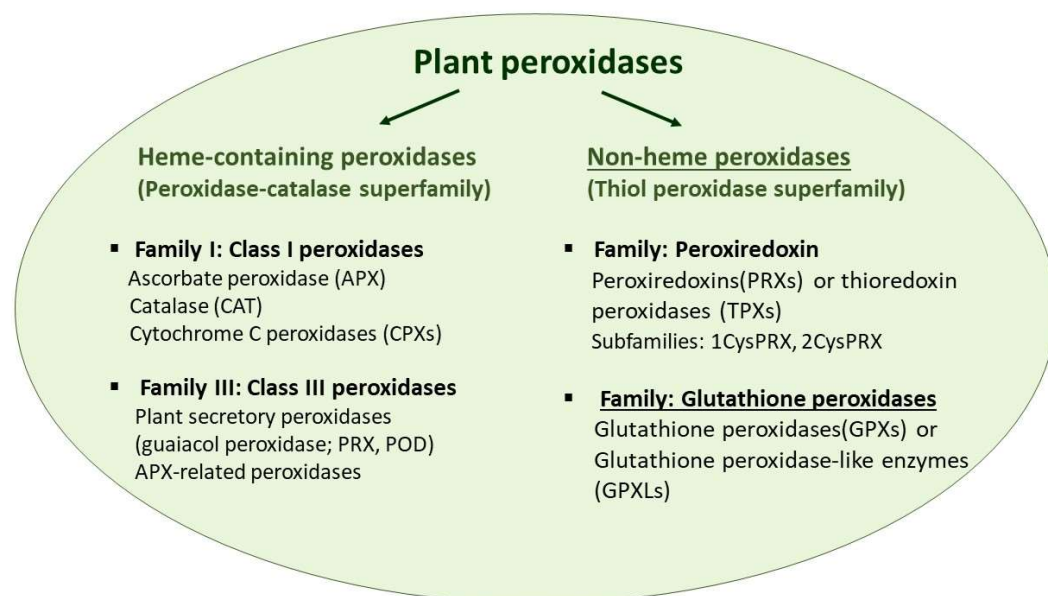 Plant peroxidases
Heme-containing peroxidases
(Peroxidase-catalase superfamily)
▪ Family I: Class I peroxidases
Ascorbate peroxidase (APX)
Catalase (CAT)
Cytochrome C peroxidases (CPXs)
▪ Family III: Class III peroxidases
Plant secretory peroxidases
(guaiacol peroxidase; PRX, POD)
APX-related peroxidases
Non-heme peroxidases
(Thiol peroxidase superfamily)
▪ Family: Peroxiredoxin
Peroxiredoxins(PRXs) or thioredoxin
peroxidases (TPXs)
Subfamilies: 1CysPRX, 2CysPRX
▪ Family: Glutathione peroxidases
Glutathione peroxidases(GPXs) or
Glutathione peroxidase-like enzymes
(GPXLs)